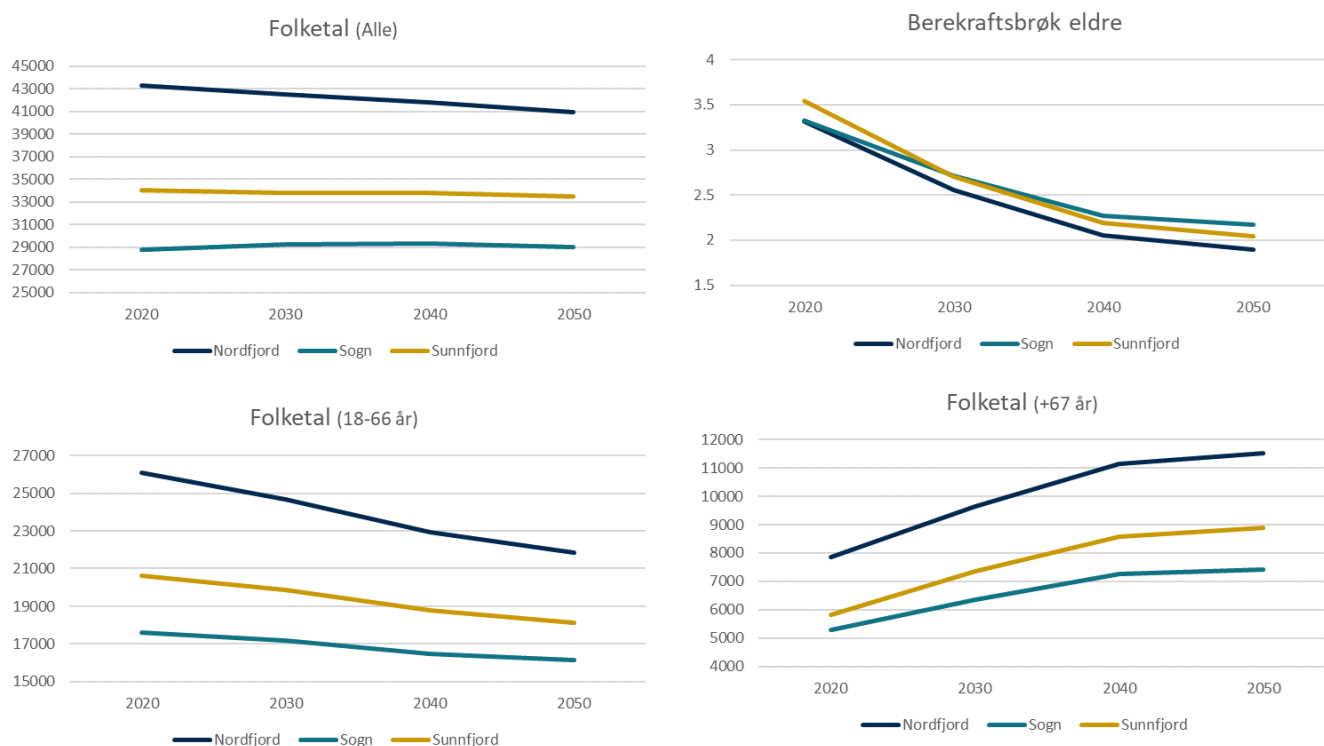 Folketal (Alle)
45000
43000
41000
39000
37000
35000
33000
31000
29000
27000
25000
2020 2030 2040 2050
Nordfjord Sogn Sunnfjord
Berekraftsbrøk eldre
4
3.5
3
2.5
2
1.5
2020 2030 2040 2050
Nordfjord Sogn Sunnfjord
Folketal (18-66 år)
27000
25000
23000
21000
19000
17000
15000
2020 2030 2040 2050
Nordfjord Sogn Sunnfjord
Folketal (+67 år)
12000
11000
10000
9000
8000
7000
6000
5000
4000
2020 2030 2040 2050
Nordfjord Sogn Sunnfjord